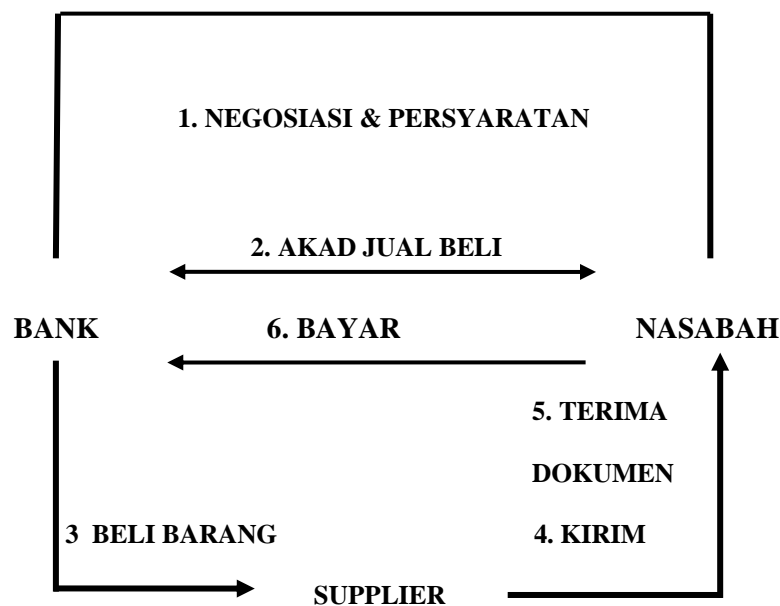 1. NEGOSIASI & PERSYARATAN
2. AKAD JUAL BELI
BANK
6. BAYAR
NASABAH
5. TERIMA
DOKUMEN
3 BELI BARANG
4. KIRIM
SUPPLIER